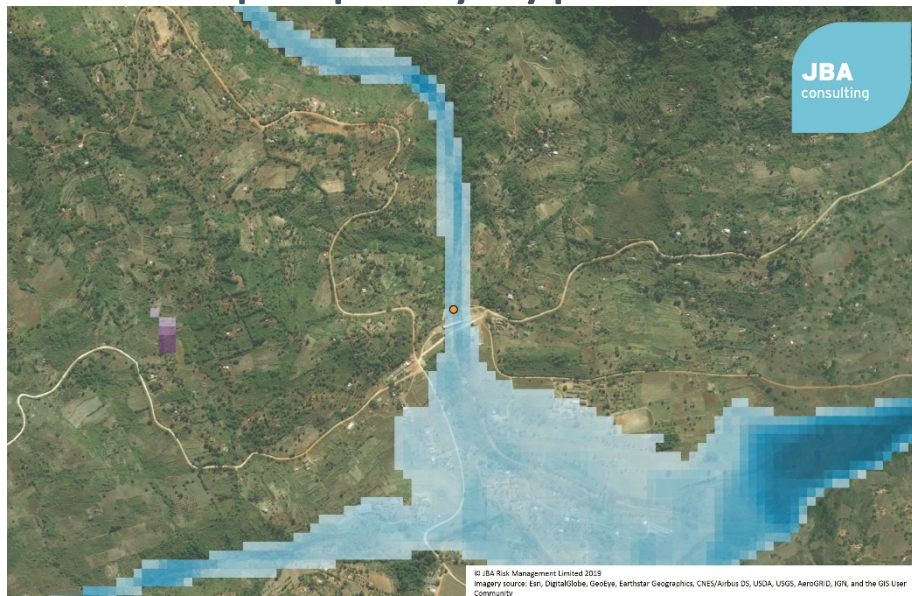 JBA
consulting
© JBA Risk Management Limited 2019
Imagery source: Esri, DigitalGlobe, GeoEye, Earthstar Geographics, CNES/Airbus DS, USDA, USGS, AeroGRID, IGN, and the GIS User
Community